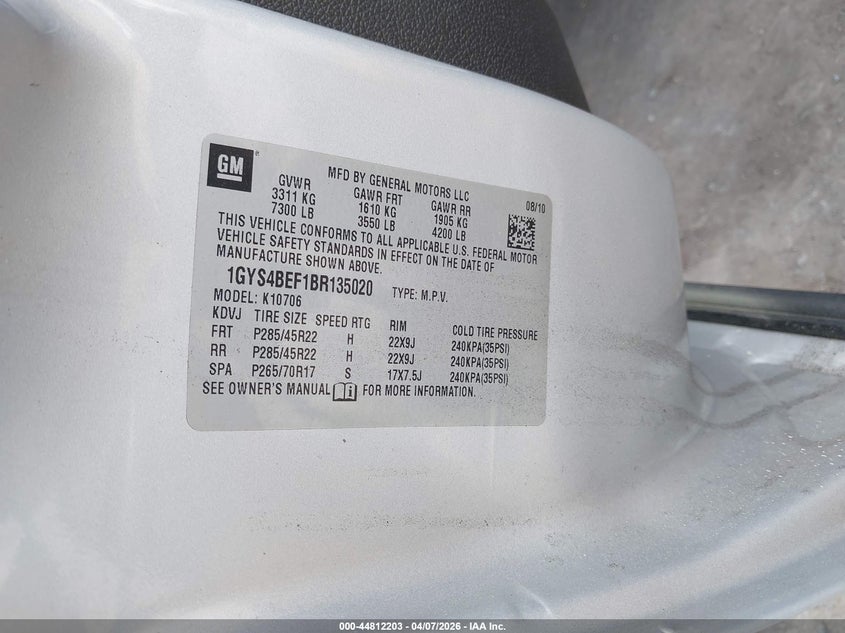 GM
MFD BY GENERAL MOTORS LLC
08/10
GVWR GAWR FRT GAWR RR
3311 KG 1610 KG 1905 KG
7300 LB 3550 LB 4200 LB
THIS VEHICLE CONFORMS TO ALL APPLICABLE U.S. FEDERAL MOTOR
VEHICLE SAFETY STANDARDS IN EFFECT ON THE DATE OF
MANUFACTURE SHOWN ABOVE.
1GYS4BEF1BR135020 TYPE: M.P.V.
MODEL: K10706
KDVJ TIRE SIZE SPEED RTG RIM COLD TIRE PRESSURE
FRT P285/45R22 H 22X9J 240KPA(35PSI)
RR P285/45R22 H 22X9J 240KPA(35PSI)
SPA P265/70R17 S 17X7.5J 240KPA(35PSI)
SEE OWNER'S MANUAL FOR MORE INFORMATION.
000-44812203 - 04/07/2026 - IAA Inc.